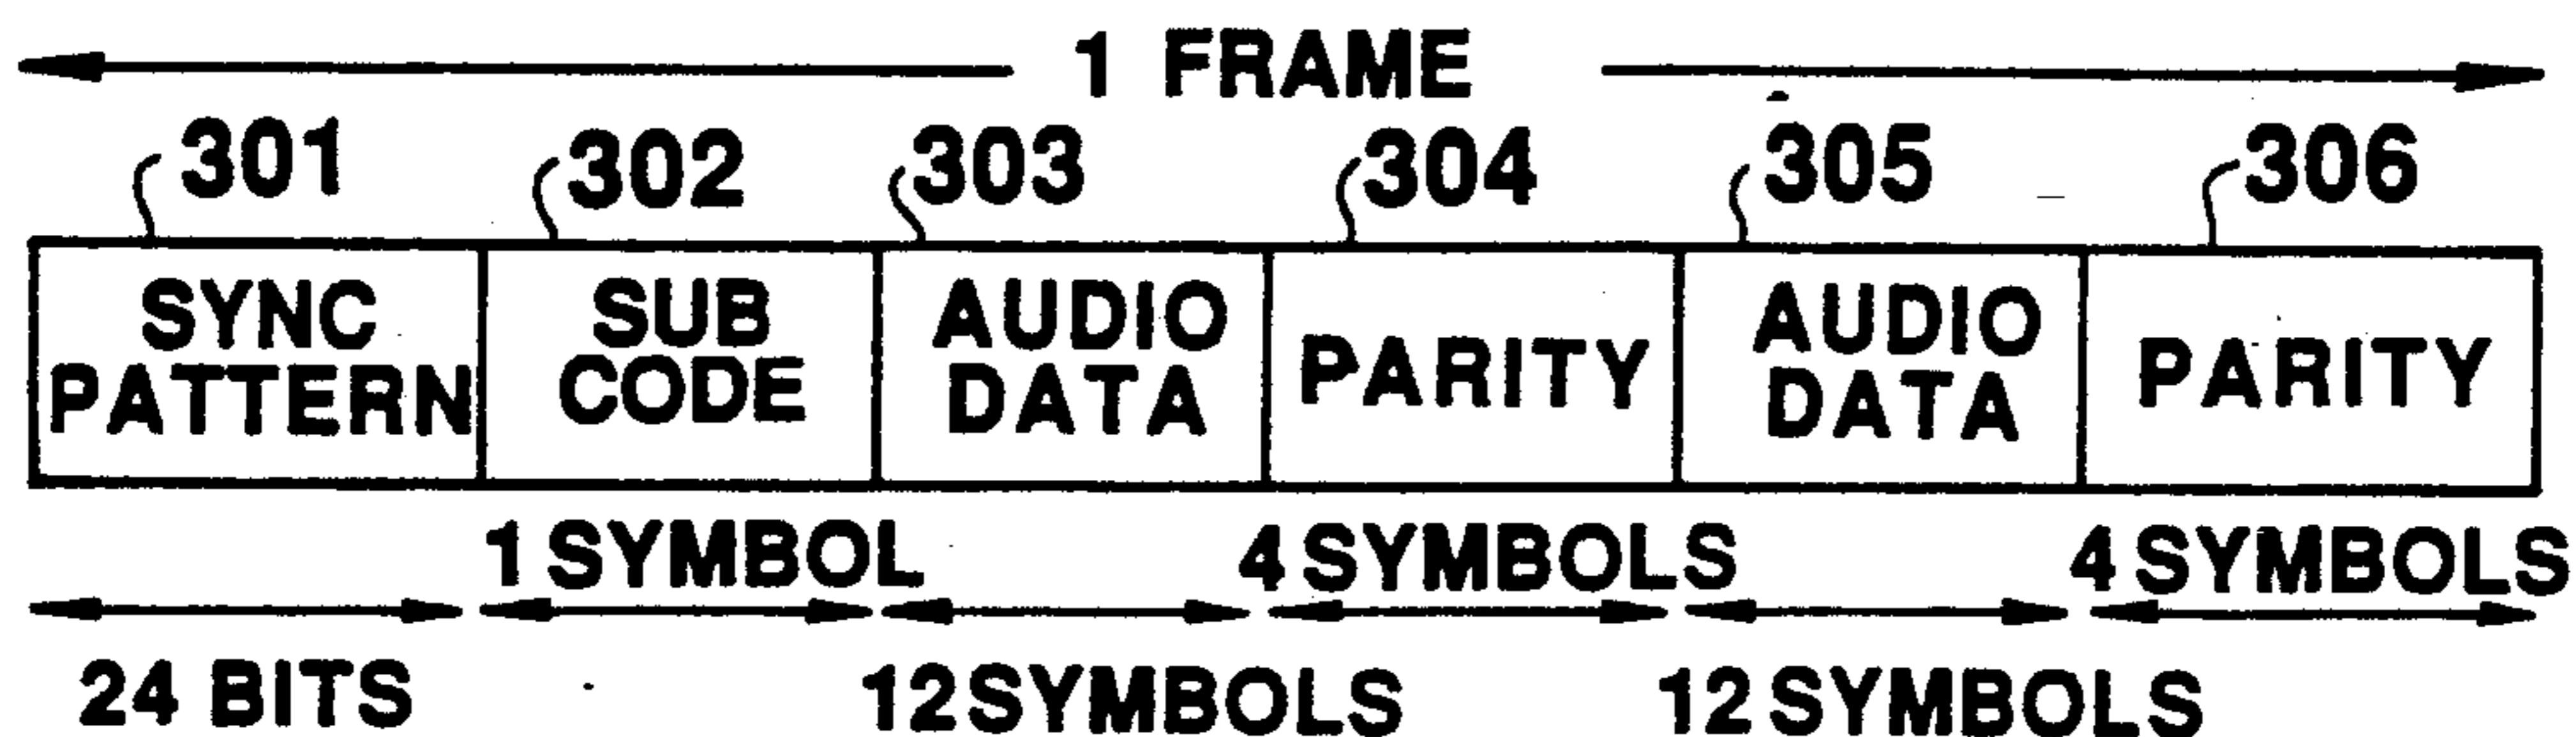 1 FRAME
301 302 303 304 305 306
SYNC PATTERN
SUB CODE
AUDIO DATA
PARITY
AUDIO DATA
PARITY
1 SYMBOL 4 SYMBOLS 4 SYMBOLS
24 BITS 12 SYMBOLS 12 SYMBOLS